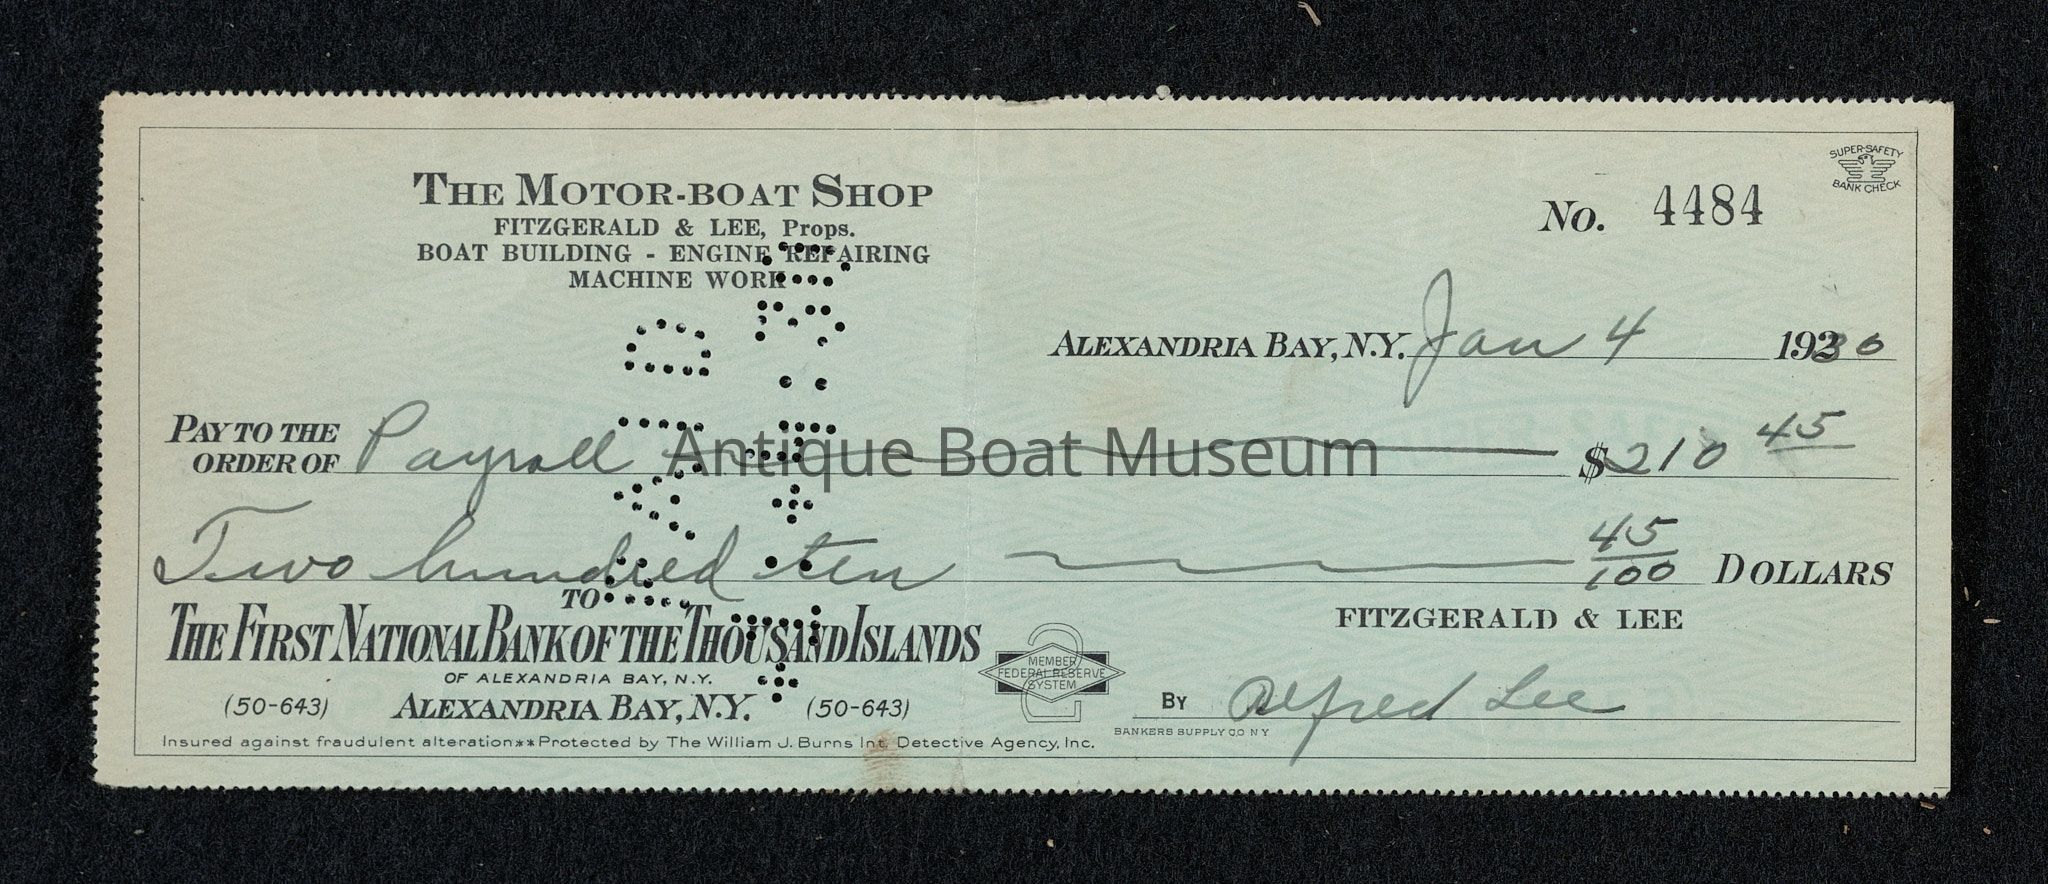 THE MOTOR-BOAT SHOP
FITZGERALD & LEE, Props.
BOAT BUILDING - ENGINE REPAIRING
MACHINE WORK
SUPER-SAFETY
BANK CHECK
No. 4484
ALEXANDRIA BAY, N.Y. Jan 4 1930
PAY TO THE
ORDER OF Payroll $210 45
Antique Boat Museum
Two hundred ten 45/100 DOLLARS
TO
THE FIRST NATIONAL BANK OF THE THOUSAND ISLANDS
OF ALEXANDRIA BAY, N.Y.
(50-643) ALEXANDRIA BAY, N.Y. (50-643)
MEMBER
FEDERAL RESERVE
SYSTEM
FITZGERALD & LEE
BY Alfred Lee
BANKERS SUPPLY CO NY
Insured against fraudulent alteration**Protected by The William J. Burns Int. Detective Agency, Inc.